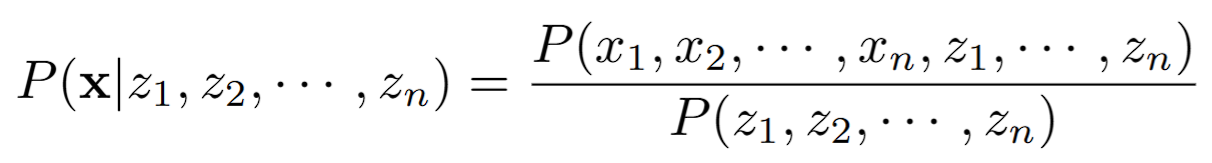 P(𝐱|z₁, z₂, ⋯ , zₙ) = P(x₁, x₂, ⋯ , xₙ, z₁, ⋯ , zₙ) / P(z₁, z₂, ⋯ , zₙ)